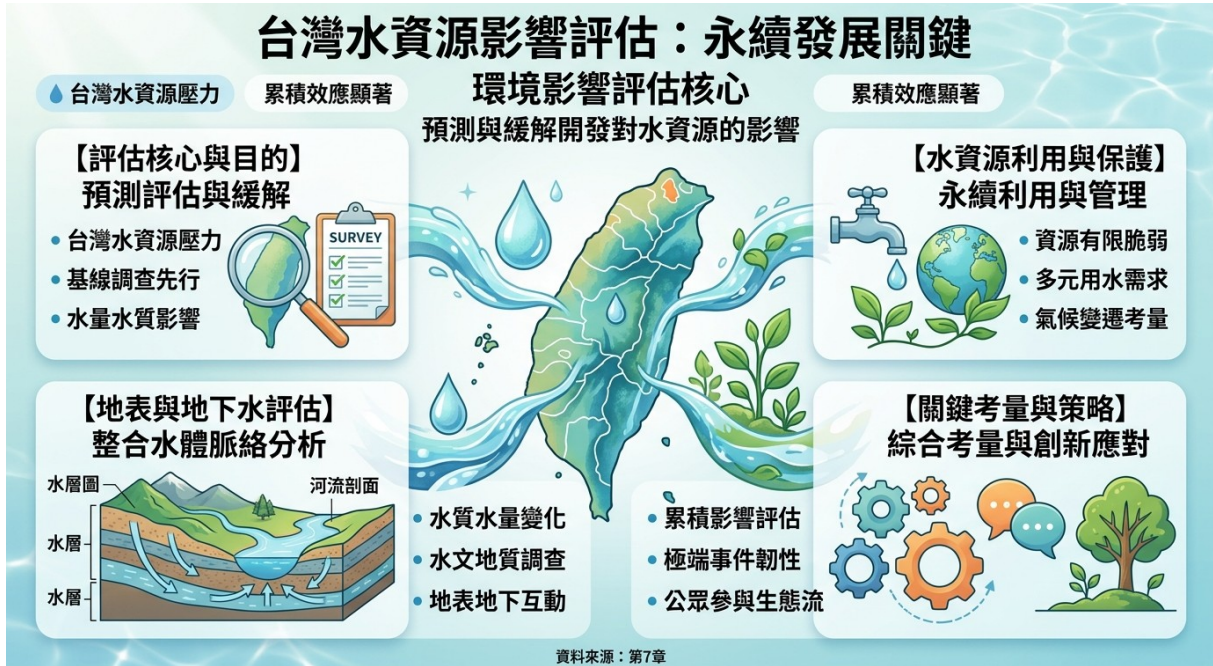 台灣水資源影響評估：永續發展關鍵
台灣水資源壓力
累積效應顯著
環境影響評估核心
預測與緩解開發對水資源的影響
累積效應顯著
【評估核心與目的】
預測評估與緩解
• 台灣水資源壓力
• 基線調查先行
• 水量水質影響
SURVEY
【水資源利用與保護】
永續利用與管理
• 資源有限脆弱
• 多元用水需求
• 氣候變遷考量
【地表與地下水評估】
整合水體脈絡分析
水層圖
河流剖面
水層
水層
• 水質水量變化
• 水文地質調查
• 地表地下互動
【關鍵考量與策略】
綜合考量與創新應對
• 累積影響評估
• 極端事件韌性
• 公眾參與生態流
資料來源：第7章